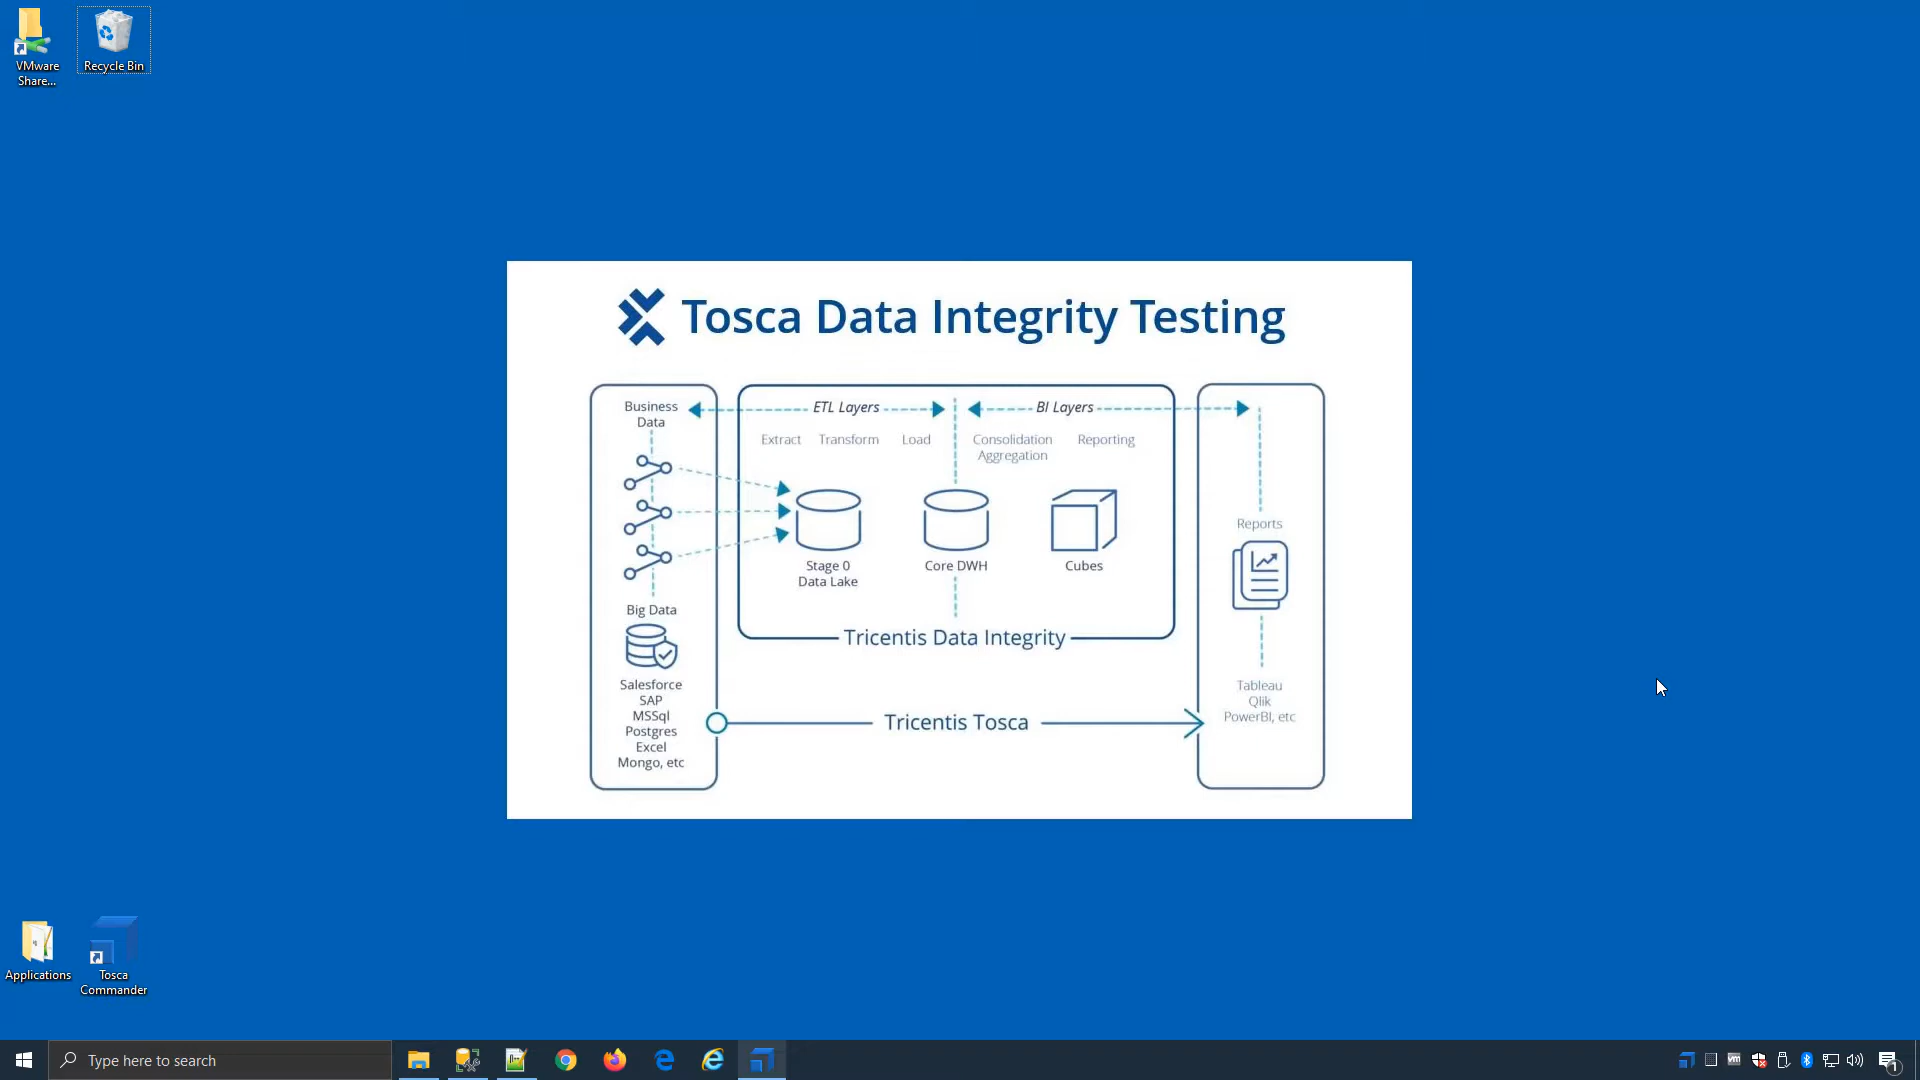 VMware
Share...
Recycle Bin
Tosca Data Integrity Testing
Business
Data
ETL Layers
BI Layers
Extract
Transform
Load
Consolidation
Aggregation
Reporting
Stage 0
Data Lake
Core DWH
Cubes
Reports
Big Data
Tricentis Data Integrity
Salesforce
SAP
MSSql
Postgres
Excel
Mongo, etc
Tricentis Tosca
Tableau
Qlik
PowerBI, etc
Applications
Tosca
Commander
Type here to search
vm
1